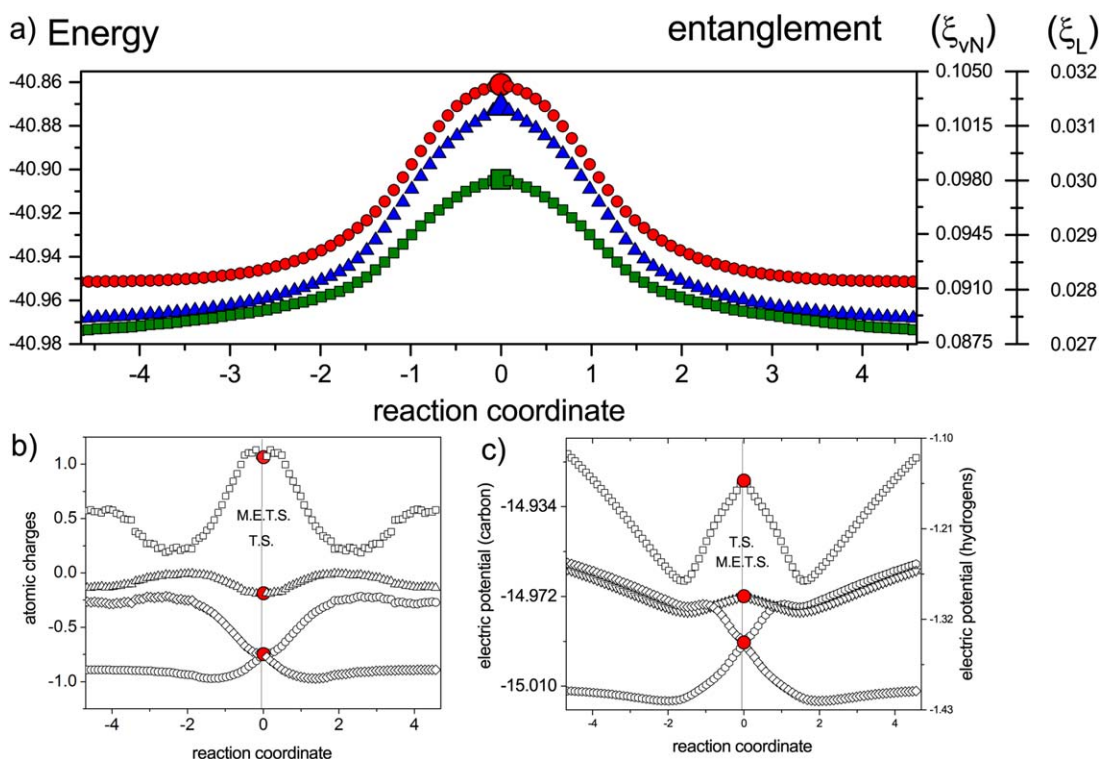 a) Energy entanglement (ξvN) (ξL)
-40.86 0.1050 0.032
-40.88 0.1015 0.031
-40.90 0.0980 0.030
-40.92
0.0945 0.029
-40.94
-40.96 0.0910 0.028
-40.98 0.0875 0.027
-4 -3 -2 -1 0 1 2 3 4
reaction coordinate
b)
atomic charges
1.0
0.5
0.0
-0.5
-1.0
M.E.T.S.
T.S.
-4 -2 0 2 4
reaction coordinate
c)
electric potential (carbon)
-14.934
-14.972
-15.010
T.S.
M.E.T.S.
-1.10
-1.21
-1.32
-1.43
electric potential (hydrogens)
-4 -2 0 2 4
reaction coordinate